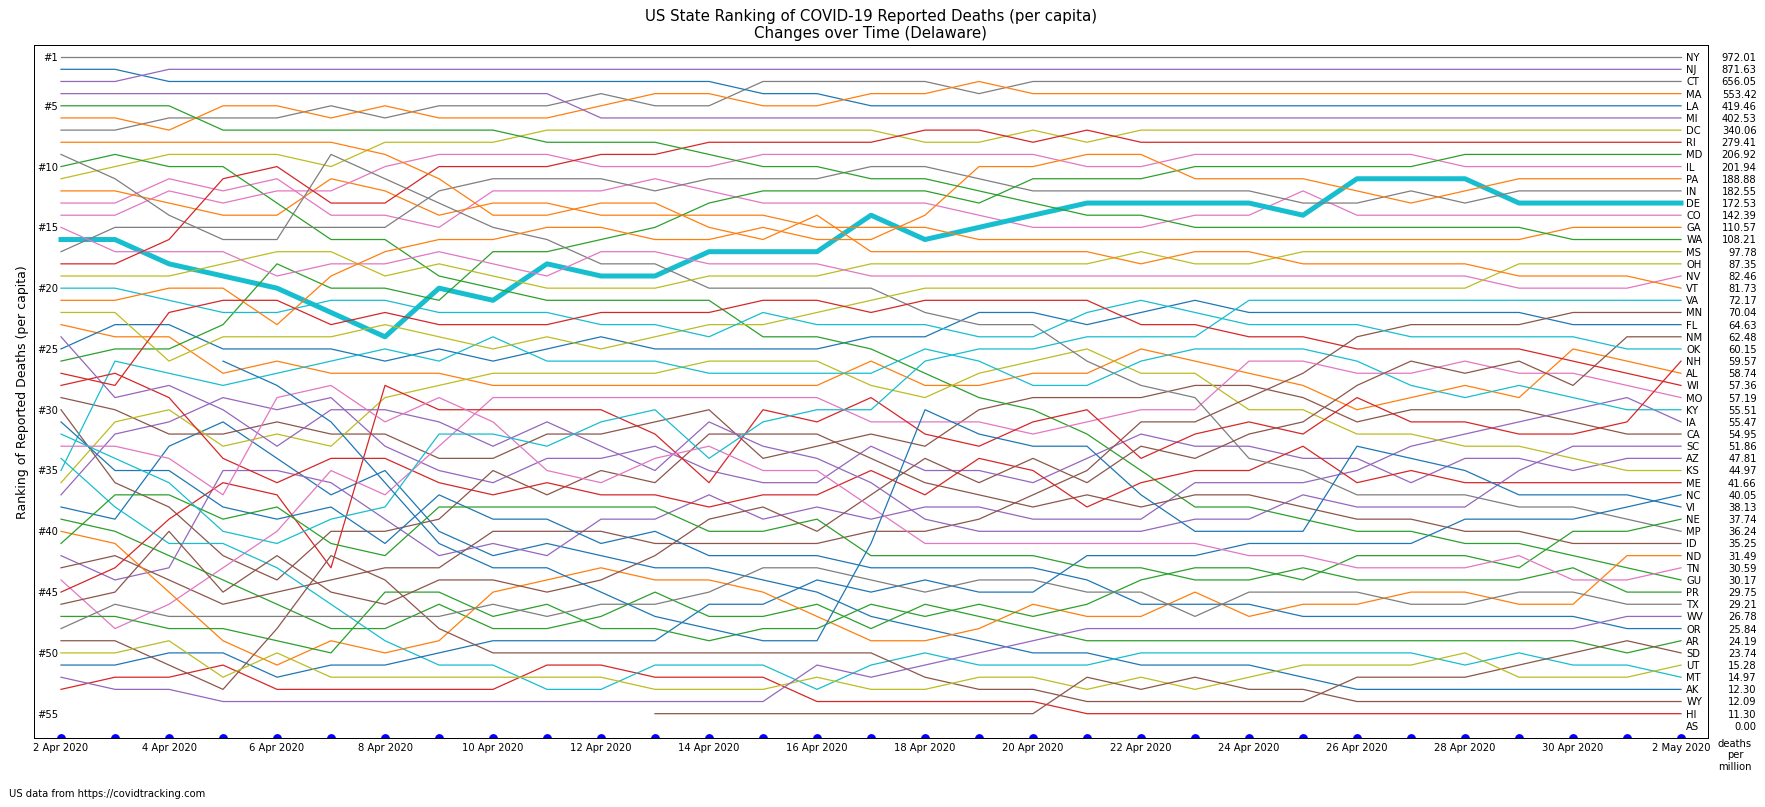 US State Ranking of COVID-19 Reported Deaths (per capita)
Changes over Time (Delaware)
Ranking of Reported Deaths (per capita)
#1
#5
#10
#15
#20
#25
#30
#35
#40
#45
#50
#55
NY 972.01
NJ 871.63
CT 656.05
MA 553.42
LA 419.46
MI 402.53
DC 340.06
RI 279.41
MD 206.92
IL 201.94
PA 188.88
IN 182.55
DE 172.53
CO 142.39
GA 110.57
WA 108.21
MS 97.78
OH 87.35
NV 82.46
VT 81.73
VA 72.17
MN 70.04
FL 64.63
NM 62.48
OK 60.15
NH 59.57
AL 58.74
WI 57.36
MO 57.19
KY 55.51
IA 55.47
CA 54.95
SC 51.86
AZ 47.81
KS 44.97
ME 41.66
NC 40.05
VI 38.13
NE 37.74
MP 36.24
ID 35.25
ND 31.49
TN 30.59
GU 30.17
PR 29.75
TX 29.21
WV 26.78
OR 25.84
AR 24.19
SD 23.74
UT 15.28
MT 14.97
AK 12.30
WY 12.09
HI 11.30
AS 0.00
2 Apr 2020 4 Apr 2020 6 Apr 2020 8 Apr 2020 10 Apr 2020 12 Apr 2020 14 Apr 2020 16 Apr 2020 18 Apr 2020 20 Apr 2020 22 Apr 2020 24 Apr 2020 26 Apr 2020 28 Apr 2020 30 Apr 2020 2 May 2020
deaths
per
million
US data from https://covidtracking.com